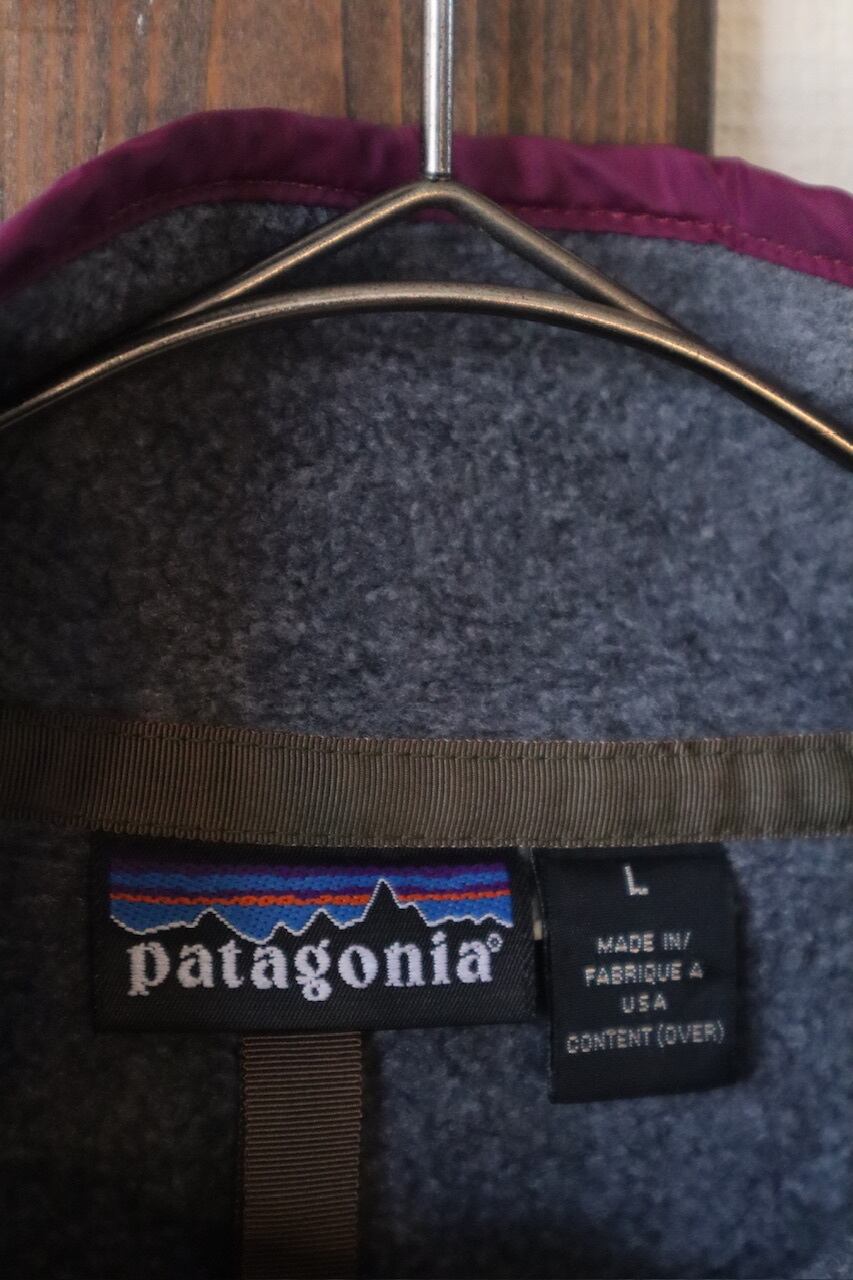 patagonia®
L
MADE IN/
FABRIQUE A
USA
CONTENT (OVER)